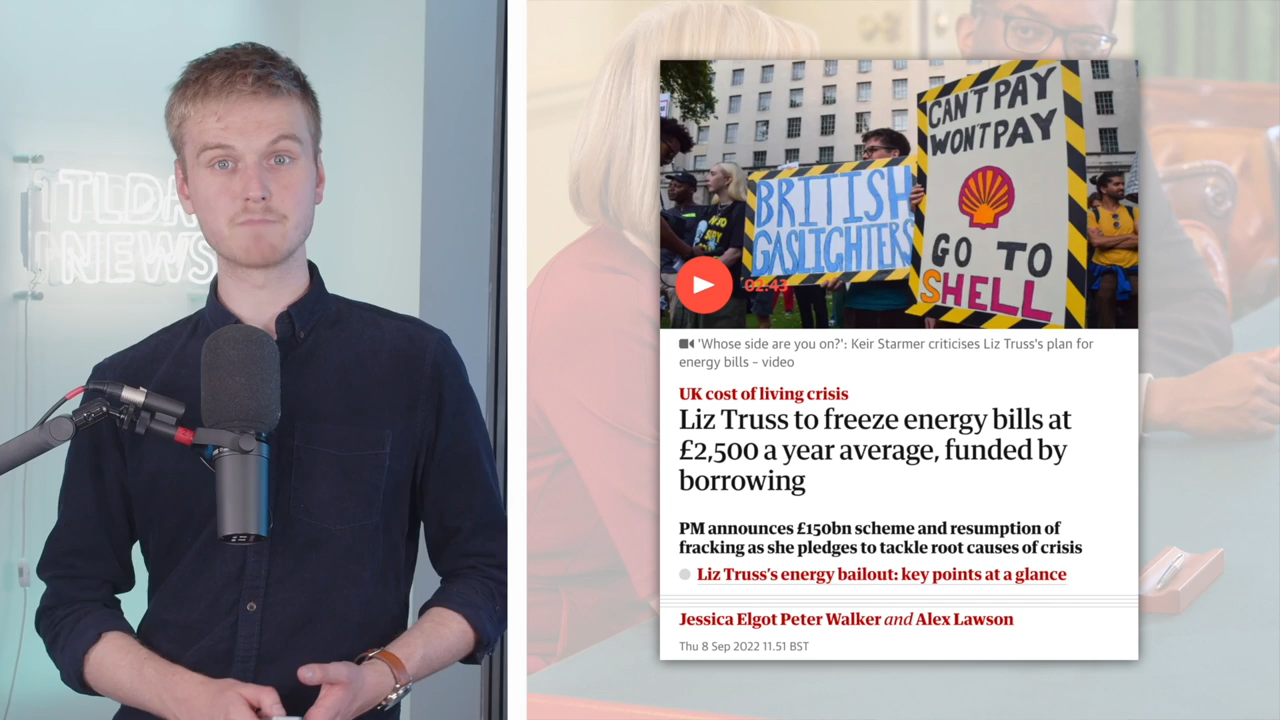 TLDR
NEWS
CAN'T PAY
WON'T PAY
GO TO
SHELL
BRITISH
GASLIGHTERS
02:43
'Whose side are you on?': Keir Starmer criticises Liz Truss's plan for
energy bills – video
UK cost of living crisis
Liz Truss to freeze energy bills at
£2,500 a year average, funded by
borrowing
PM announces £150bn scheme and resumption of
fracking as she pledges to tackle root causes of crisis
Liz Truss's energy bailout: key points at a glance
Jessica Elgot Peter Walker and Alex Lawson
Thu 8 Sep 2022 11.51 BST